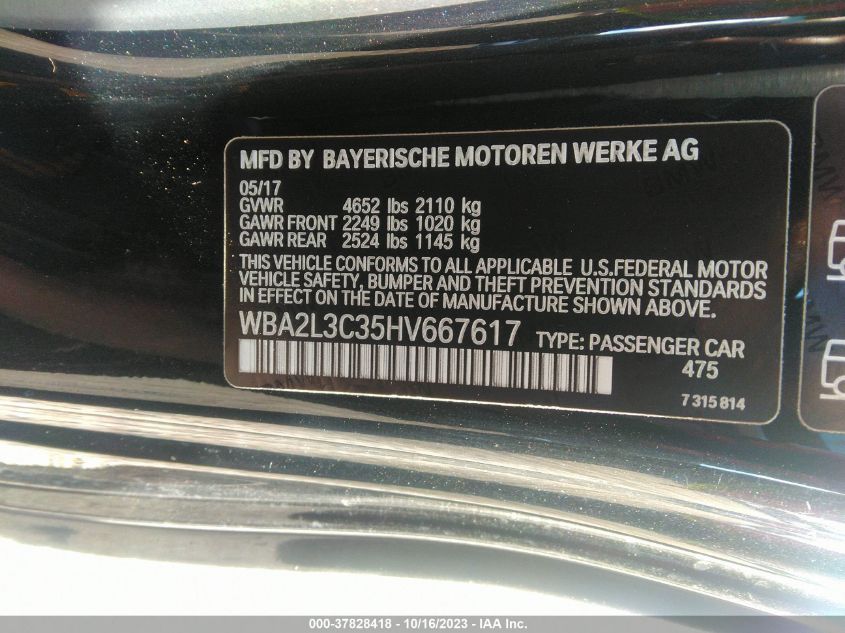 MFD BY BAYERISCHE MOTOREN WERKE AG
05/17
GVWR 4652 lbs 2110 kg
GAWR FRONT 2249 lbs 1020 kg
GAWR REAR 2524 lbs 1145 kg
THIS VEHICLE CONFORMS TO ALL APPLICABLE U.S.FEDERAL MOTOR
VEHICLE SAFETY, BUMPER AND THEFT PREVENTION STANDARDS
IN EFFECT ON THE DATE OF MANUFACTURE SHOWN ABOVE.
WBA2L3C35HV667617 TYPE: PASSENGER CAR
475
7 315 814
000-37828418 - 10/16/2023 - IAA Inc.